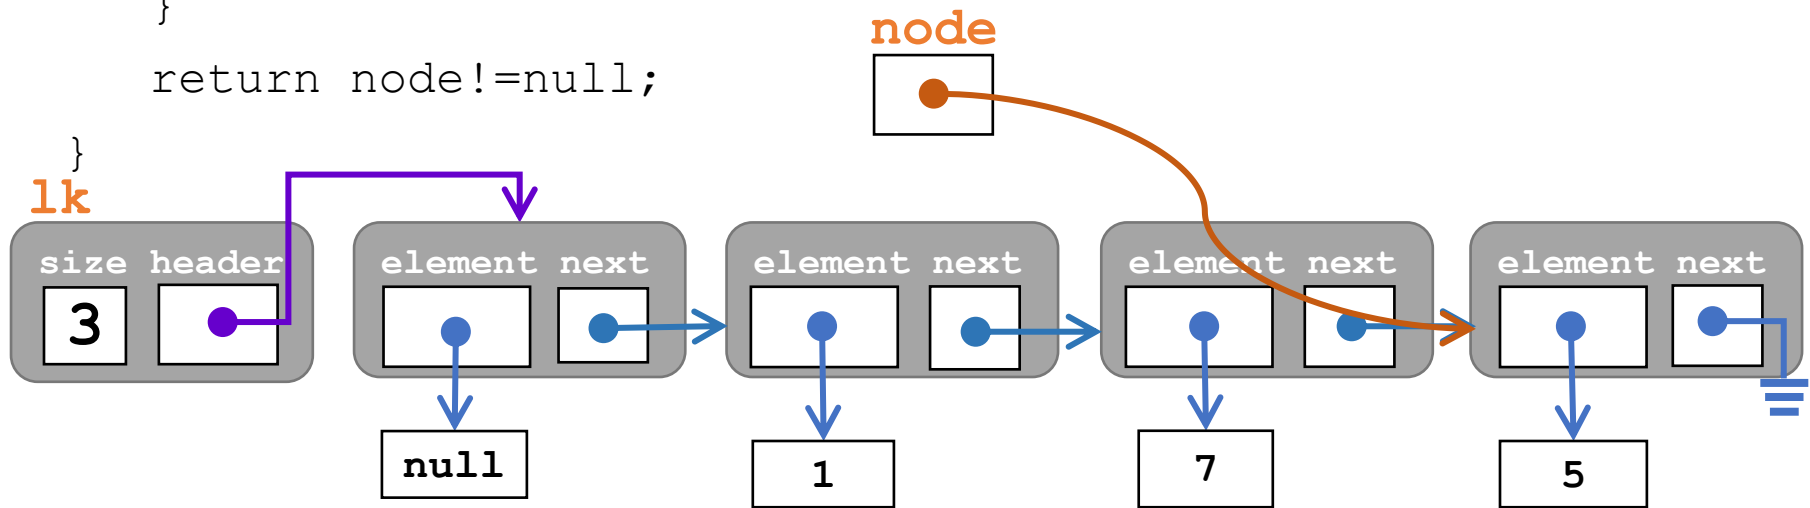 }
node
return node!=null;
}
lk
size header element next element next element next element next
3
null 1 7 5